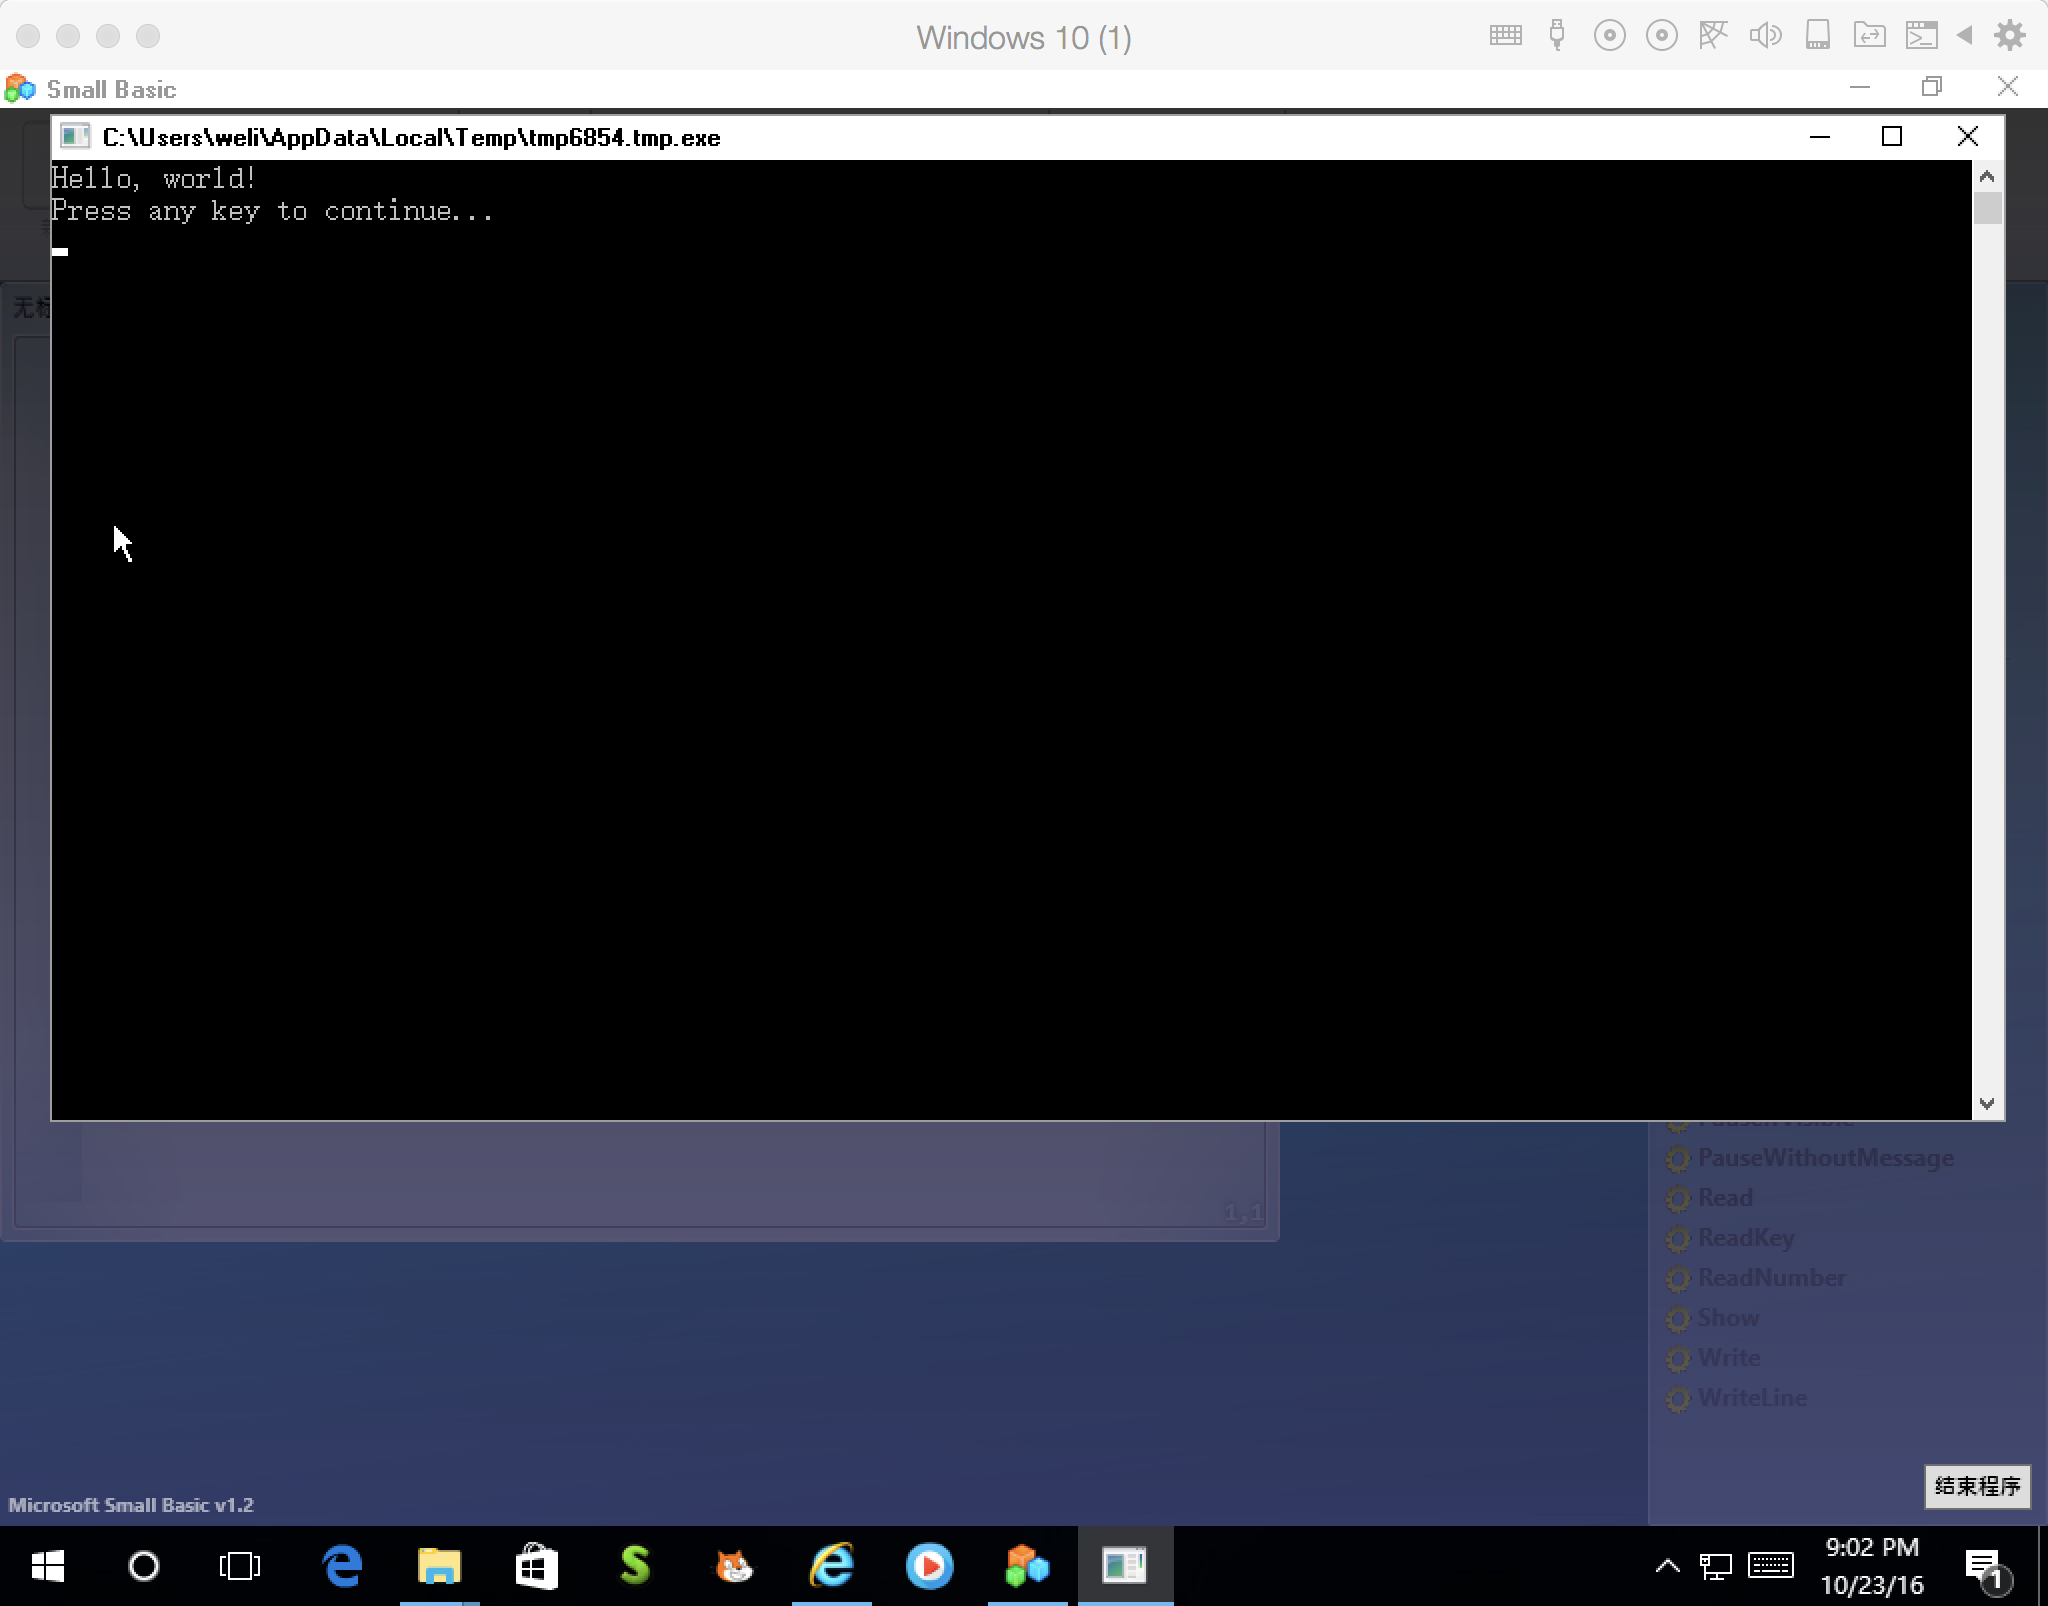 Windows 10 (1)
Small Basic
C:\Users\weli\AppData\Local\Temp\tmp6854.tmp.exe
Hello, world!
Press any key to continue...
PauseWithoutMessage
Read
ReadKey
ReadNumber
Show
Write
WriteLine
1,1
结束程序
Microsoft Small Basic v1.2
9:02 PM
10/23/16
1